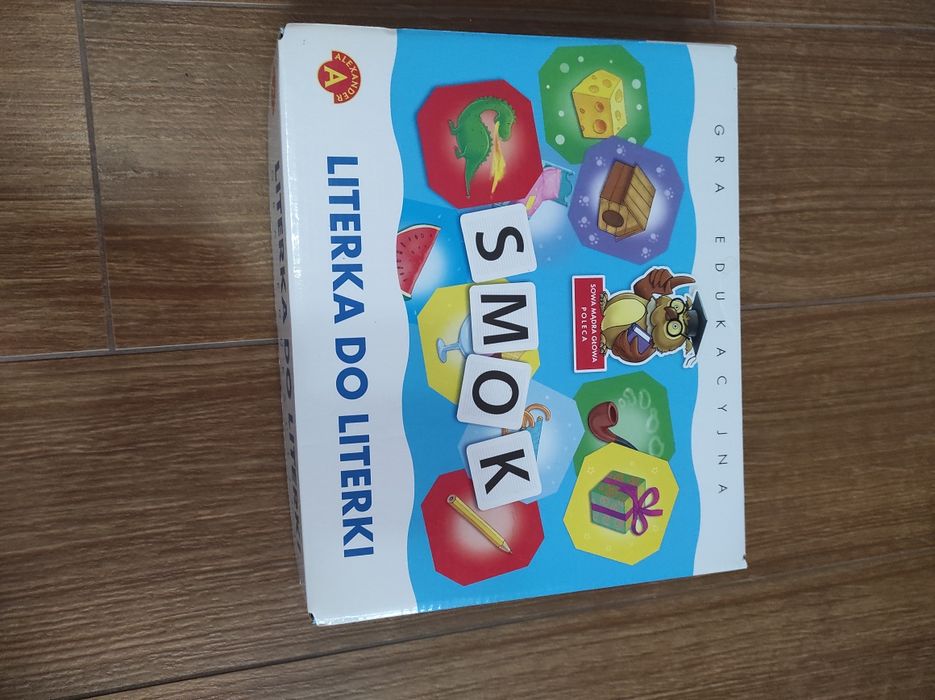 GRA EDUKACYJNA
SOWA MĄDRA GŁOWA
POLECA
SMOK
ALEXANDER
A
LITERKA DO LITERKI
LITERKA DO LITERKI